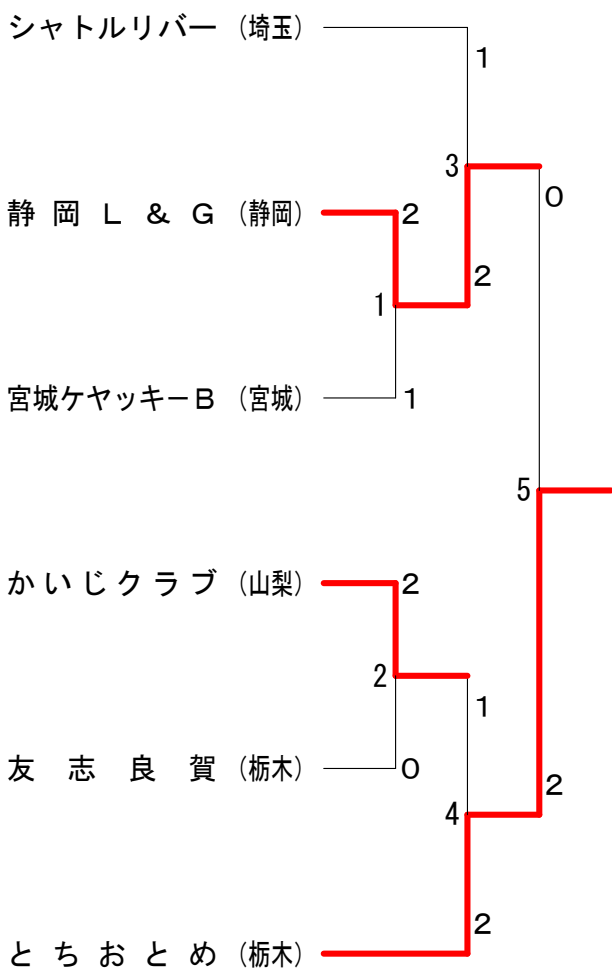 シャトルリバー （埼玉）
1
3
0
静岡Ｌ＆Ｇ （静岡）
2
2
1
宮城ケヤッキーＢ （宮城）
1
5
かいじクラブ （山梨）
2
2
1
友志良賀 （栃木）
0
2
4
2
とちおとめ （栃木）